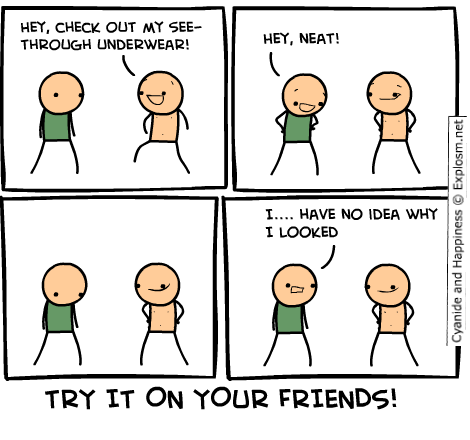 HEY, CHECK OUT MY SEE-
THROUGH UNDERWEAR!
HEY, NEAT!
I.... HAVE NO IDEA WHY
I LOOKED
Cyanide and Happiness © Explosm.net
TRY IT ON YOUR FRIENDS!